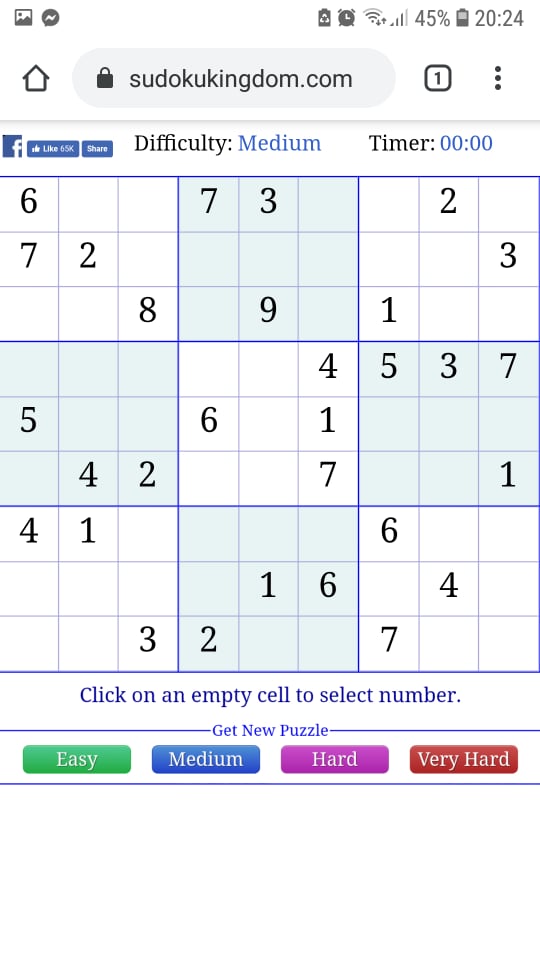 45% 20:24
sudokukingdom.com 1
f Like 65K Share Difficulty: Medium Timer: 00:00
6 7 3 2
7 2 3
8 9 1
4 5 3 7
5 6 1
4 2 7 1
4 1 6
1 6 4
3 2 7
Click on an empty cell to select number.
Get New Puzzle
Easy Medium Hard Very Hard